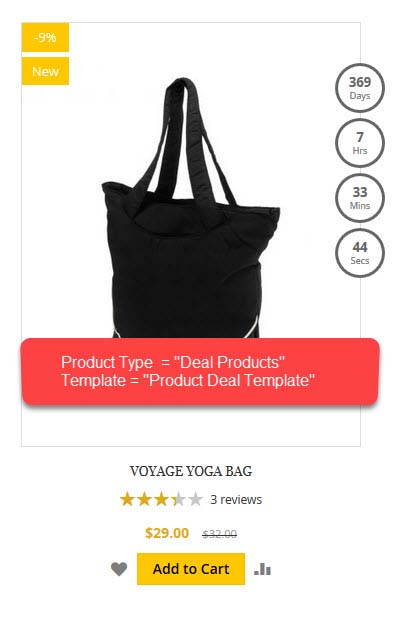 -9%
New
369
Days
7
Hrs
33
Mins
44
Secs
Product Type  = "Deal Products"
Template = "Product Deal Template"
VOYAGE YOGA BAG
3 reviews
$29.00 $32.00
Add to Cart